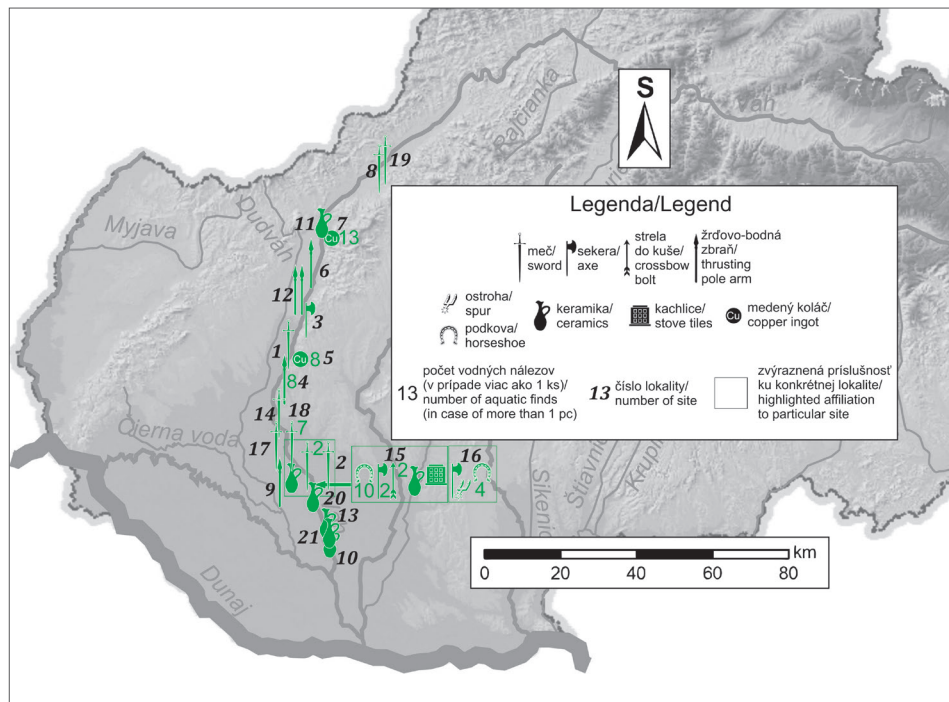 S
Rajčianka
Váh
Myjava
Dudváh
Čierna voda
Dunaj
Sikenic
Štiavnic
Krupi
8
19
11
7
Cu
13
6
12
3
1
Cu
8
5
8
4
14
18
7
17
2
2
9
20
15
10
2
2
16
4
13
21
10
Legenda/Legend
meč/
sword
sekera/
axe
strela
do kuše/
crossbow
bolt
žrďovo-bodná
zbraň/
thrusting
pole arm
ostroha/
spur
podkova/
horseshoe
keramika/
ceramics
kachlice/
stove tiles
Cu
medený koláč/
copper ingot
13
počet vodných nálezov
(v prípade viac ako 1 ks)/
number of aquatic finds
(in case of more than 1 pc)
13
číslo lokality/
number of site
zvýraznená príslušnosť
ku konkrétnej lokalite/
highlighted affiliation
to particular site
km
0 20 40 60 80